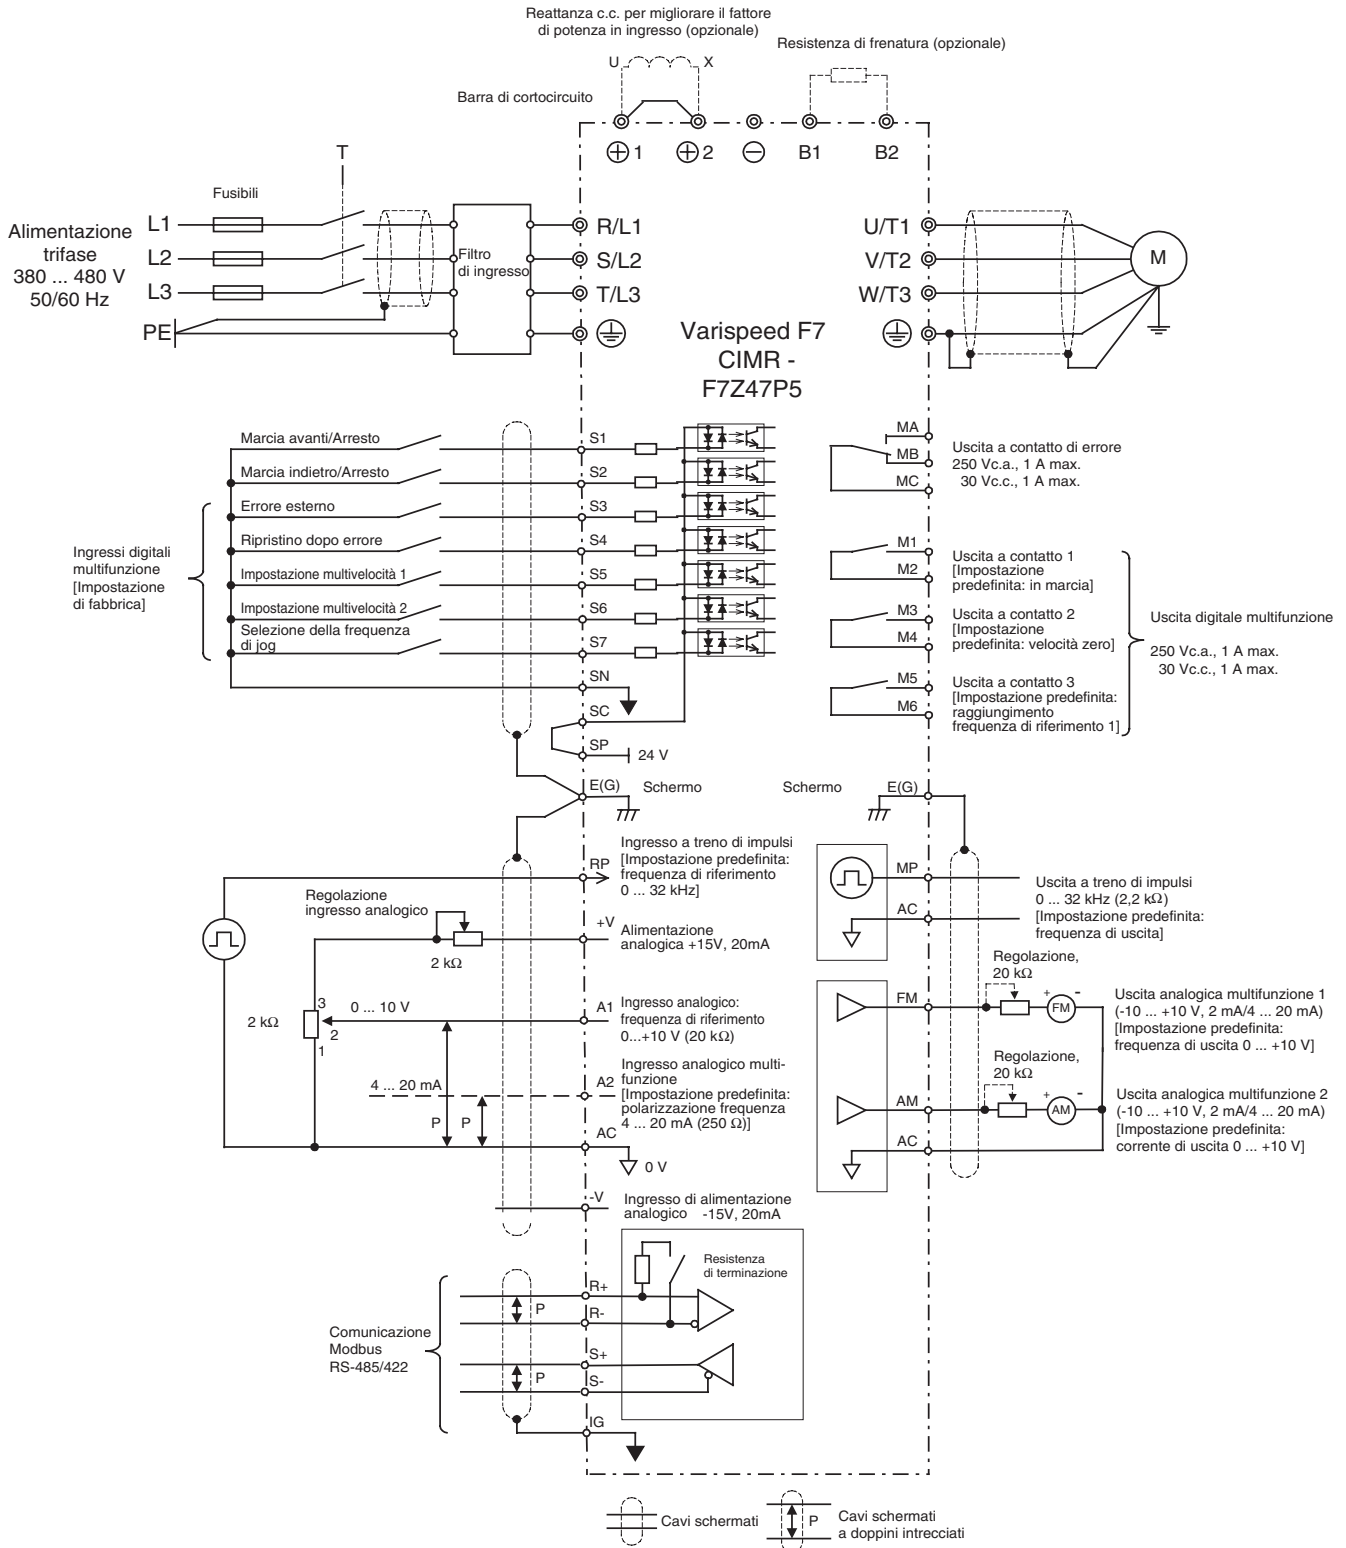 Reattanza c.c. per migliorare il fattore
di potenza in ingresso (opzionale)
Resistenza di frenatura (opzionale)
U
X
Barra di cortocircuito
+ 1
+ 2
−
B1
B2
T
Fusibili
Alimentazione
trifase
380 ... 480 V
50/60 Hz
L1
L2
L3
PE
Filtro
di ingresso
R/L1
S/L2
T/L3
U/T1
V/T2
W/T3
M
Varispeed F7
CIMR -
F7Z47P5
Marcia avanti/Arresto
S1
Marcia indietro/Arresto
S2
Errore esterno
S3
Ripristino dopo errore
S4
Impostazione multivelocità 1
S5
Impostazione multivelocità 2
S6
Selezione della frequenza
di jog
S7
Ingressi digitali
multifunzione
[Impostazione
di fabbrica]
SN
SC
SP
24 V
E(G)
Schermo
MA
MB
MC
Uscita a contatto di errore
250 Vc.a., 1 A max.
30 Vc.c., 1 A max.
M1
M2
Uscita a contatto 1
[Impostazione
predefinita: in marcia]
M3
M4
Uscita a contatto 2
[Impostazione
predefinita: velocità zero]
M5
M6
Uscita a contatto 3
[Impostazione predefinita:
raggiungimento
frequenza di riferimento 1]
Uscita digitale multifunzione
250 Vc.a., 1 A max.
30 Vc.c., 1 A max.
Schermo
E(G)
RP
Ingresso a treno di impulsi
[Impostazione predefinita:
frequenza di riferimento
0 ... 32 kHz]
Regolazione
ingresso analogico
2 kΩ
+V
Alimentazione
analogica +15V, 20mA
2 kΩ
3
2
1
0 ... 10 V
A1
Ingresso analogico:
frequenza di riferimento
0...+10 V (20 kΩ)
4 ... 20 mA
P
P
A2
Ingresso analogico multi-
funzione
[Impostazione predefinita:
polarizzazione frequenza
4 ... 20 mA (250 Ω)]
AC
0 V
-V
Ingresso di alimentazione
analogico -15V, 20mA
MP
AC
Uscita a treno di impulsi
0 ... 32 kHz (2,2 kΩ)
[Impostazione predefinita:
frequenza di uscita]
Regolazione,
20 kΩ
FM
+
-
FM
Uscita analogica multifunzione 1
(-10 ... +10 V, 2 mA/4 ... 20 mA)
[Impostazione predefinita:
frequenza di uscita 0 ... +10 V]
Regolazione,
20 kΩ
AM
+
-
AM
AC
Uscita analogica multifunzione 2
(-10 ... +10 V, 2 mA/4 ... 20 mA)
[Impostazione predefinita:
corrente di uscita 0 ... +10 V]
Comunicazione
Modbus
RS-485/422
P
P
R+
R-
S+
S-
IG
Resistenza
di terminazione
Cavi schermati
P
Cavi schermati
a doppini intrecciati